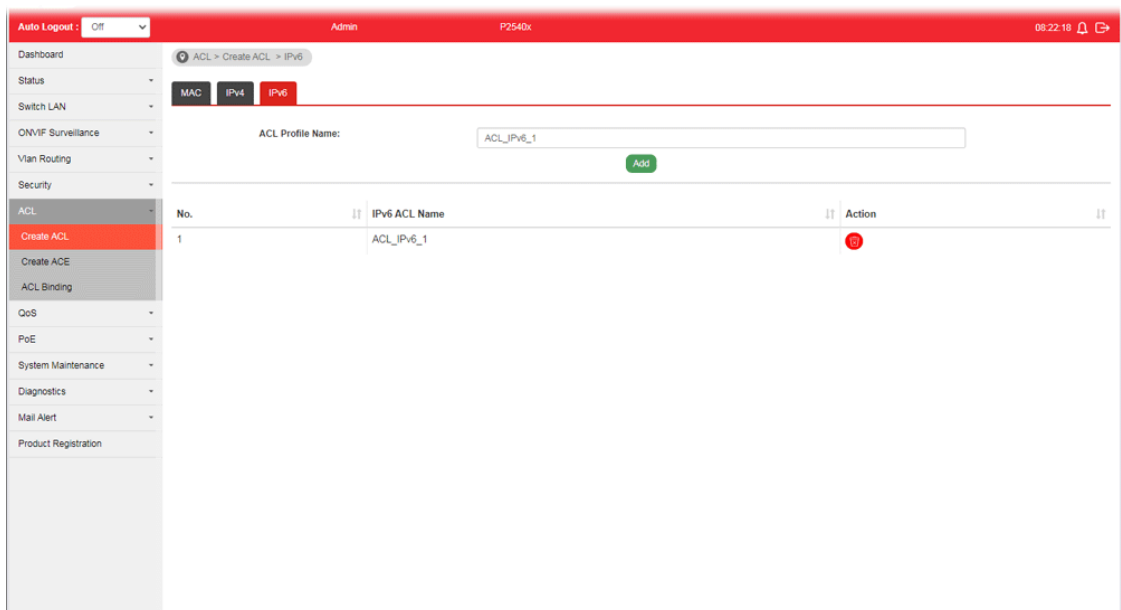 Auto Logout : Off Admin P2540x 08:22:18
Dashboard
Status
Switch LAN
ONVIF Surveillance
Vlan Routing
Security
ACL
Create ACL
Create ACE
ACL Binding
QoS
PoE
System Maintenance
Diagnostics
Mail Alert
Product Registration
ACL > Create ACL > IPv6
MAC IPv4 IPv6
ACL Profile Name: ACL_IPv6_1
Add
No. IPv6 ACL Name Action
1 ACL_IPv6_1